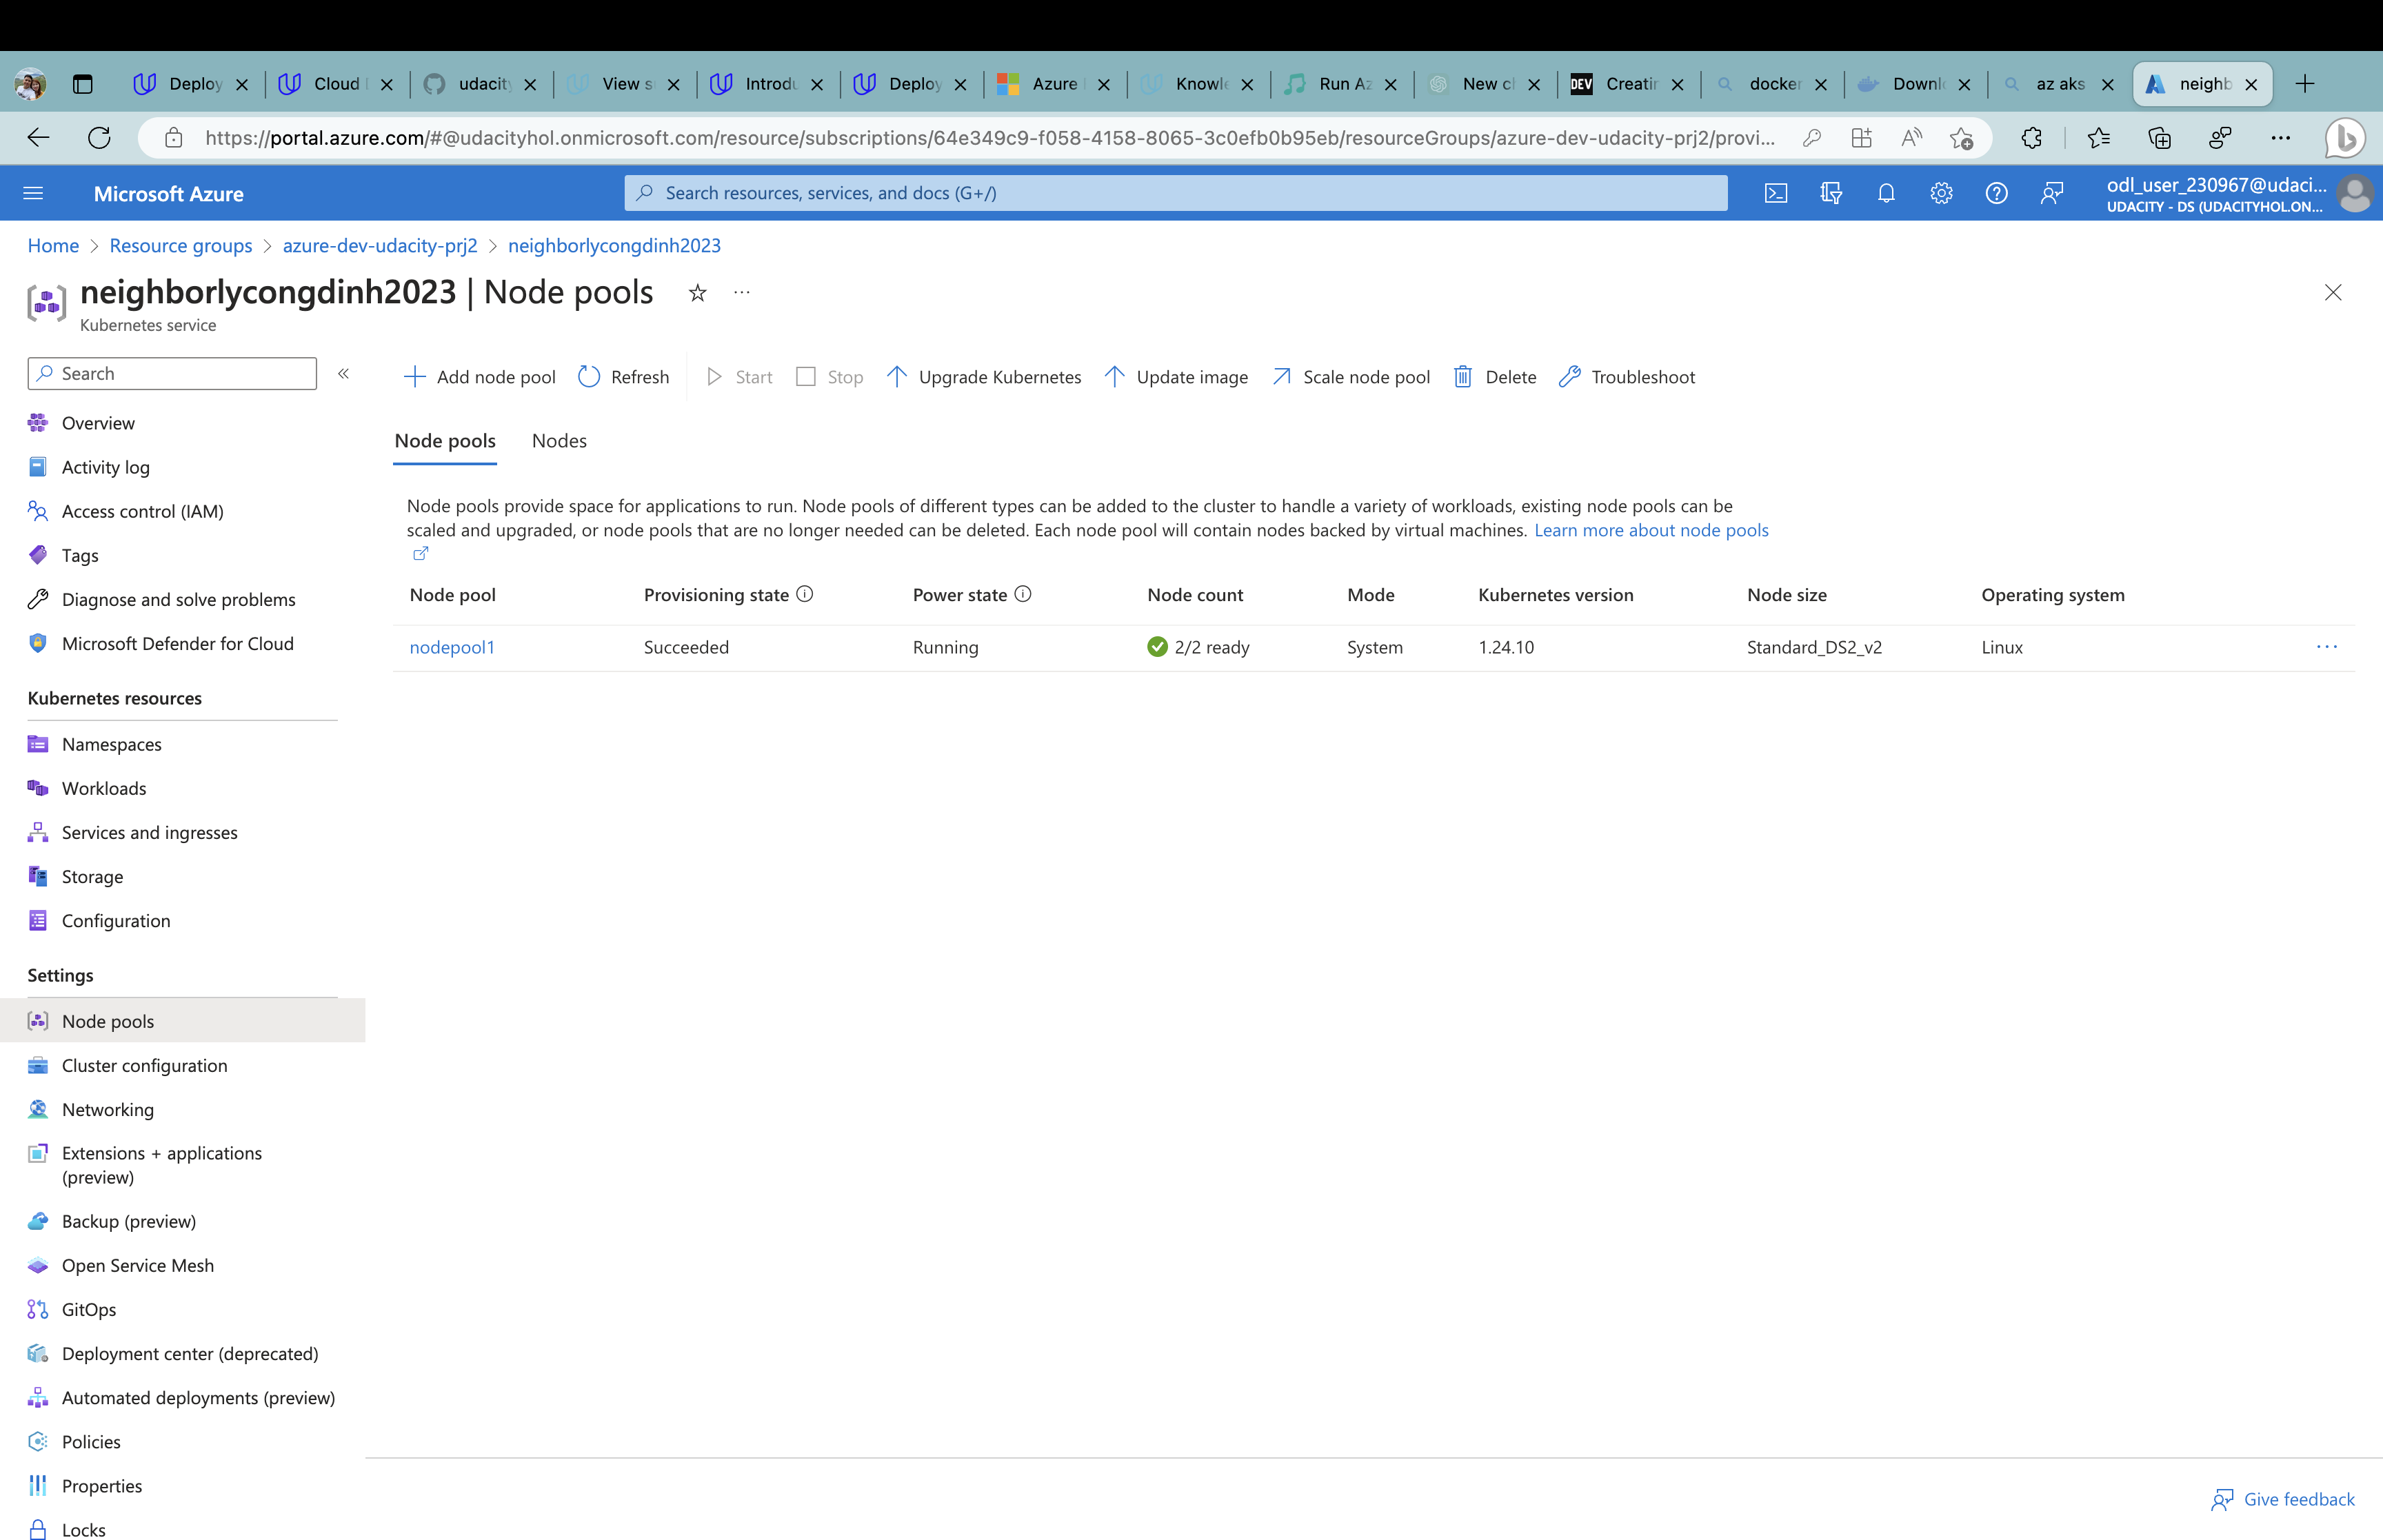 Deploy
Cloud
udacity
View s
Introdu
Deploy
Azure
Knowle
Run Az
New c
DEV Creatin
docker
Downl
az aks
neighb
https://portal.azure.com/#@udacityhol.onmicrosoft.com/resource/subscriptions/64e349c9-f058-4158-8065-3c0efb0b95eb/resourceGroups/azure-dev-udacity-prj2/provi...
Microsoft Azure
Search resources, services, and docs (G+/)
odl_user_230967@udaci...
UDACITY - DS (UDACITYHOL.ON...
Home > Resource groups > azure-dev-udacity-prj2 > neighborlycongdinh2023
neighborlycongdinh2023 | Node pools
Kubernetes service
Search
Overview
Activity log
Access control (IAM)
Tags
Diagnose and solve problems
Microsoft Defender for Cloud
Kubernetes resources
Namespaces
Workloads
Services and ingresses
Storage
Configuration
Settings
Node pools
Cluster configuration
Networking
Extensions + applications
(preview)
Backup (preview)
Open Service Mesh
GitOps
Deployment center (deprecated)
Automated deployments (preview)
Policies
Properties
Locks
Add node pool Refresh Start Stop Upgrade Kubernetes Update image Scale node pool Delete Troubleshoot
Node pools Nodes
Node pools provide space for applications to run. Node pools of different types can be added to the cluster to handle a variety of workloads, existing node pools can be
scaled and upgraded, or node pools that are no longer needed can be deleted. Each node pool will contain nodes backed by virtual machines. Learn more about node pools
Node pool Provisioning state Power state Node count Mode Kubernetes version Node size Operating system
nodepool1 Succeeded Running 2/2 ready System 1.24.10 Standard_DS2_v2 Linux
Give feedback